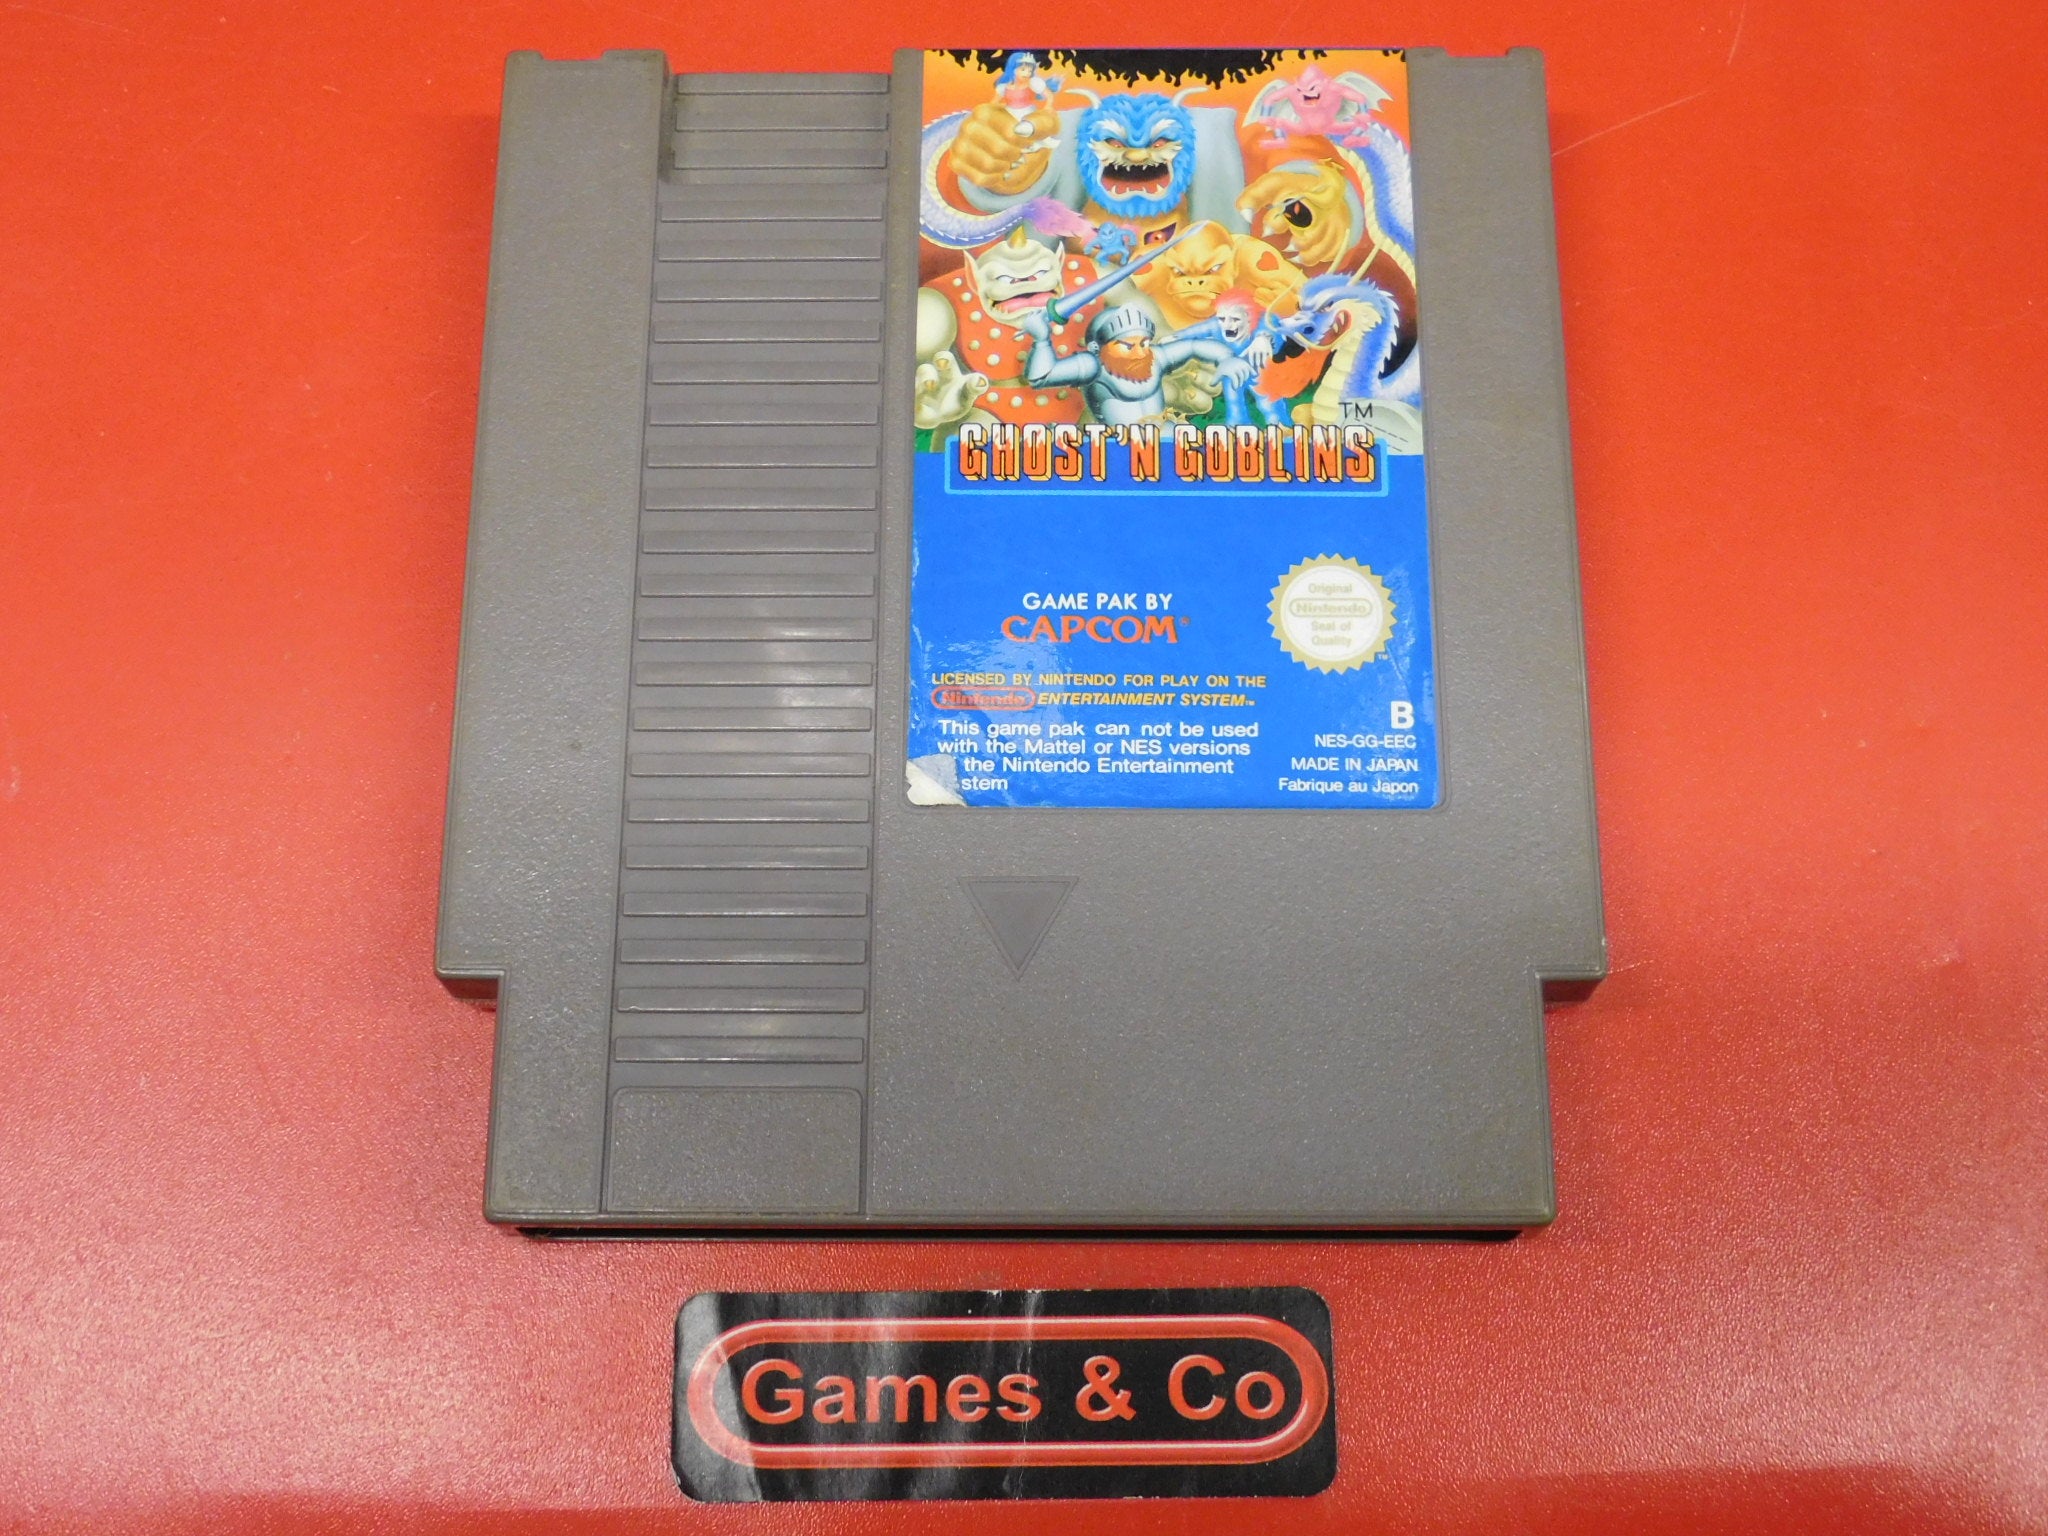 TM
GHOST'N GOBLINS
GAME PAK BY
CAPCOM®
Original
Nintendo
Seal of
Quality
TM
LICENSED BY NINTENDO FOR PLAY ON THE
Nintendo ENTERTAINMENT SYSTEM™
This game pak can not be used
with the Mattel or NES versions
the Nintendo Entertainment
stem
B
NES-GG-EEC
MADE IN JAPAN
Fabrique au Japon
Games & Co